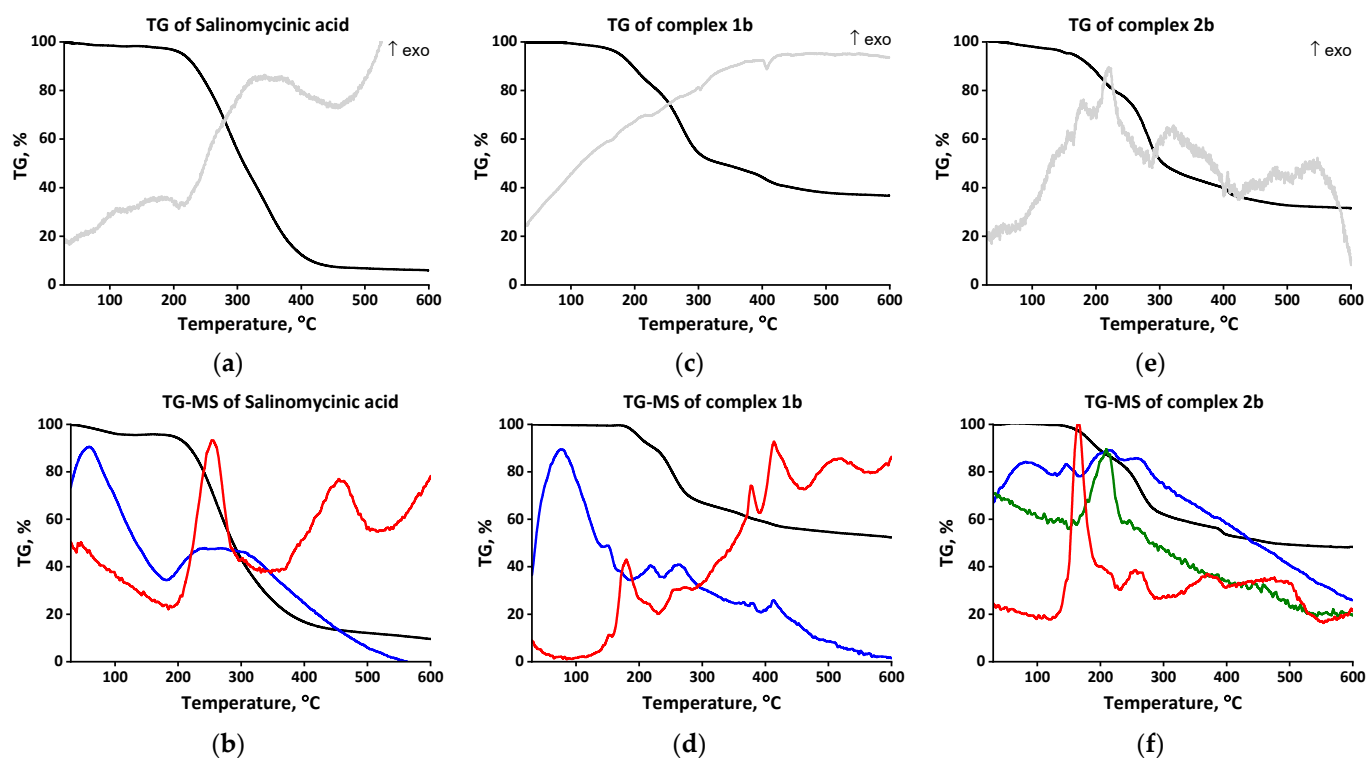 TG of Salinomycinic acid
↑ exo
TG, %
100
80
60
40
20
0
100 200 300 400 500 600
Temperature, °C
(a)
TG of complex 1b
↑ exo
TG, %
100
80
60
40
20
0
100 200 300 400 500 600
Temperature, °C
(c)
TG of complex 2b
↑ exo
TG, %
100
80
60
40
20
0
100 200 300 400 500 600
Temperature, °C
(e)
TG-MS of Salinomycinic acid
TG, %
100
80
60
40
20
0
100 200 300 400 500 600
Temperature, °C
(b)
TG-MS of complex 1b
TG, %
100
80
60
40
20
0
100 200 300 400 500 600
Temperature, °C
(d)
TG-MS of complex 2b
TG, %
100
80
60
40
20
0
100 200 300 400 500 600
Temperature, °C
(f)